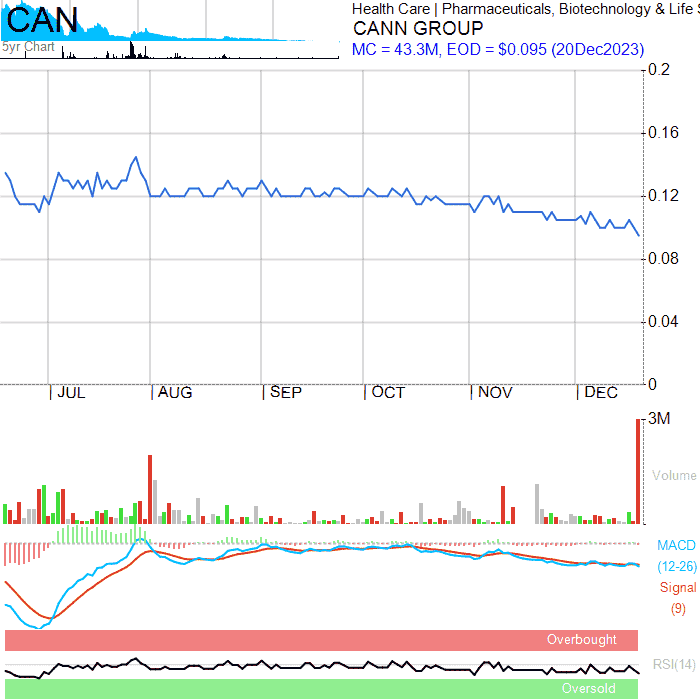 CAN
5yr Chart
Health Care | Pharmaceuticals, Biotechnology & Life S
CANN GROUP
MC = 43.3M, EOD = $0.095 (20Dec2023)
0.2
0.16
0.12
0.08
0.04
0
JUL
AUG
SEP
OCT
NOV
DEC
3M
Volume
MACD
(12-26)
Signal
(9)
Overbought
RSI(14)
Oversold